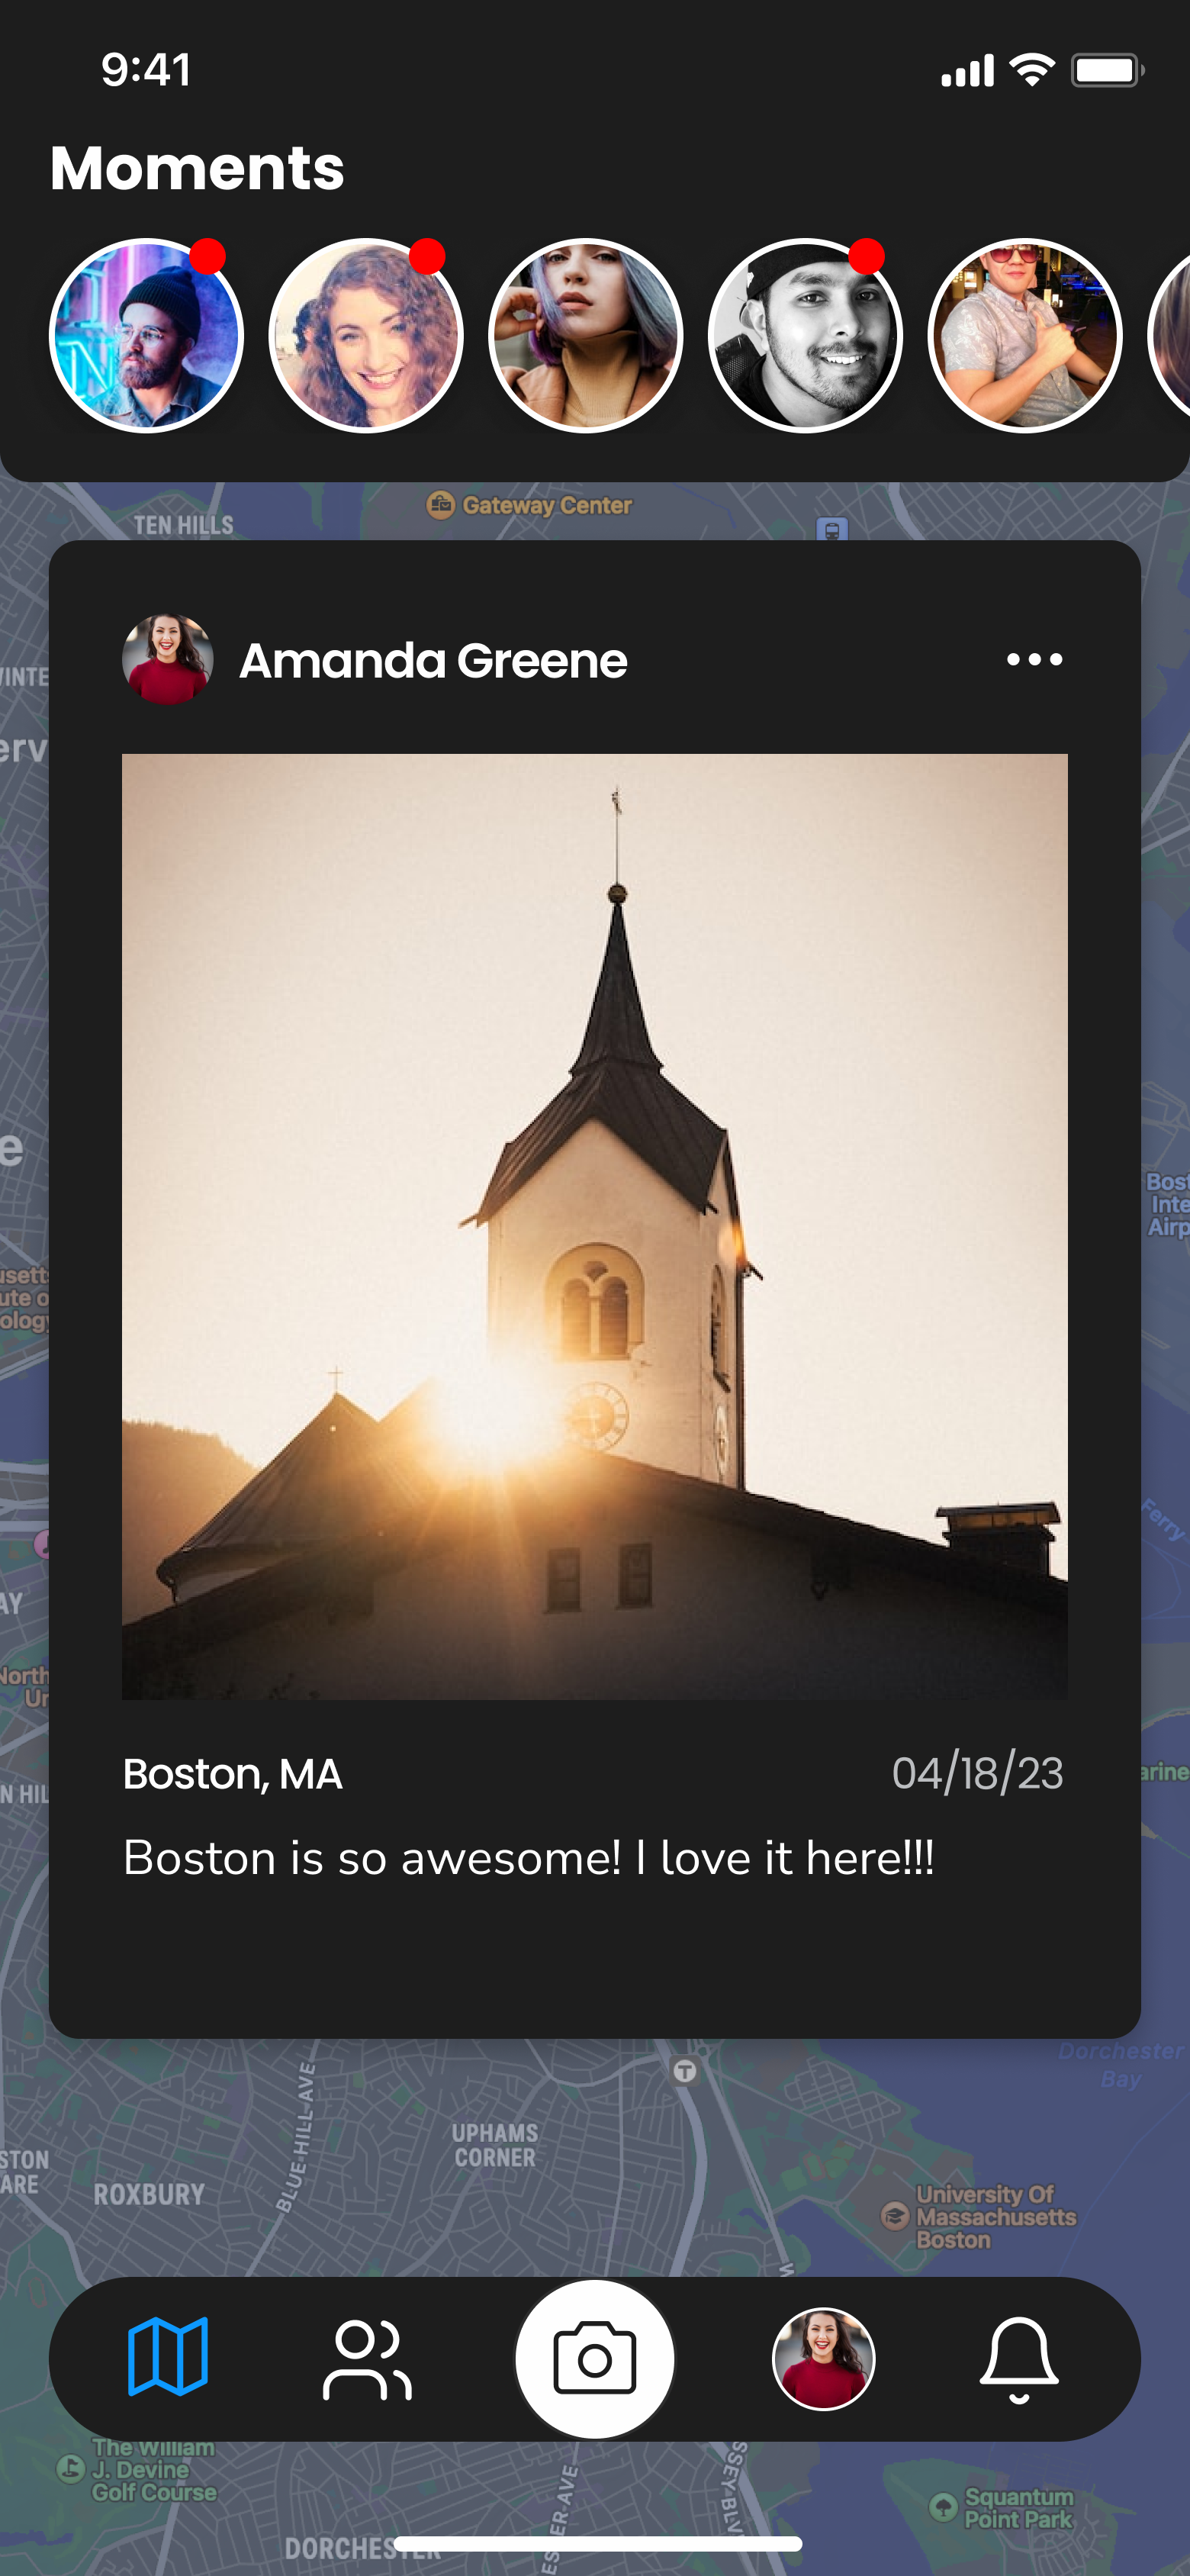 9:41
Moments
Gateway Center
TEN HILLS
Amanda Greene
Boston, MA
04/18/23
Boston is so awesome! I love it here!!!
Ferry
Dorchester
Bay
BLUE HILL AVE
UPHAMS
CORNER
ROXBURY
University Of
Massachusetts
Boston
The William
J. Devine
Golf Course
Squantum
Point Park